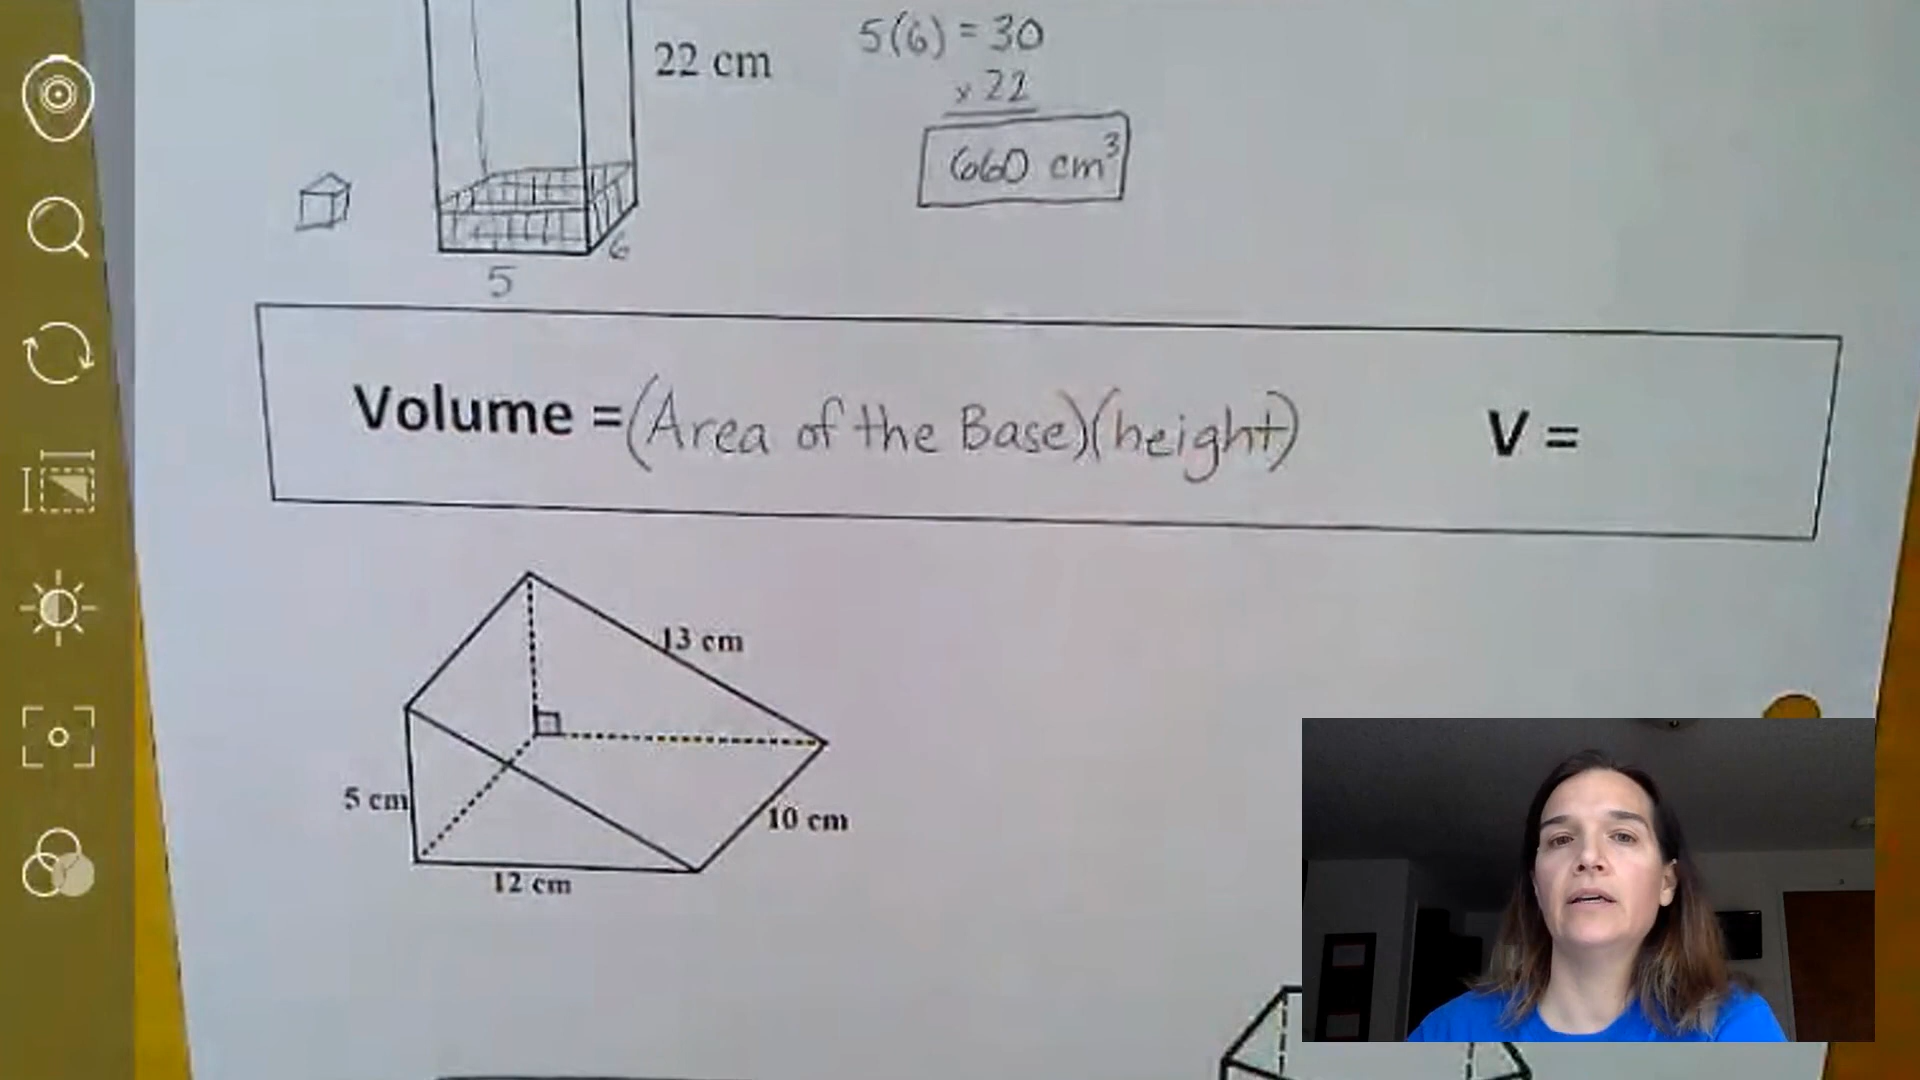 22 cm
5(6) = 30
x 22
660 cm³
5
6
Volume = (Area of the Base)(height)
V =
13 cm
5 cm
10 cm
12 cm